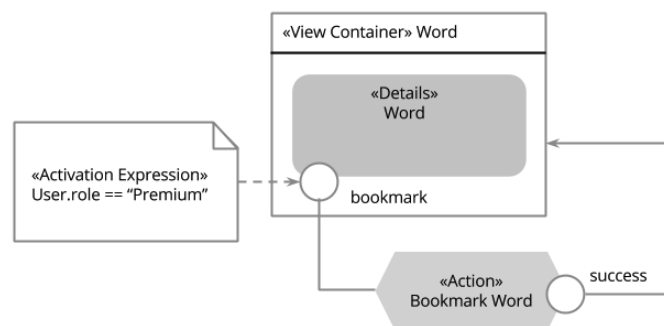 «View Container» Word
«Details»
Word
«Activation Expression»
User.role == “Premium”
bookmark
«Action»
Bookmark Word
success